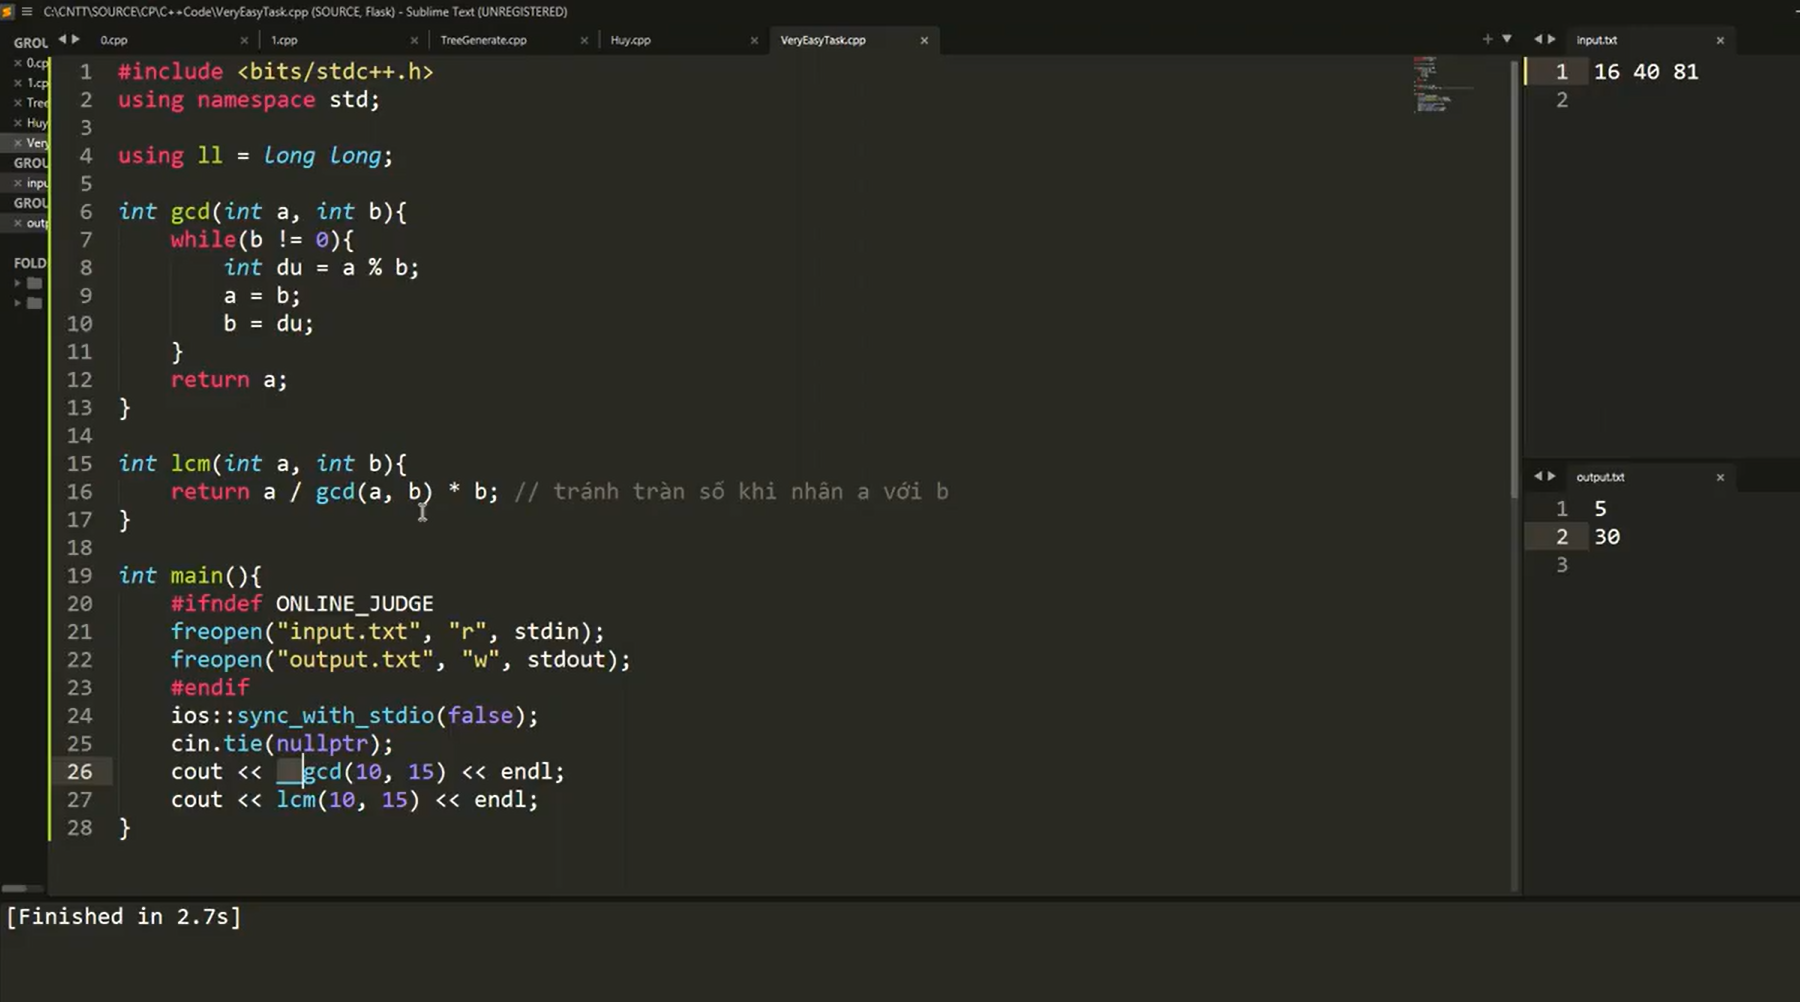 C:\CNTT\SOURCE\CP\C++Code\VeryEasyTask.cpp (SOURCE, Flask) - Sublime Text (UNREGISTERED)
GROU
0.cp
1.cp
Tree
Huy
Very
GROU
inpu
GROU
outp
FOLD
0.cpp
1.cpp
TreeGenerate.cpp
Huy.cpp
VeryEasyTask.cpp
1 #include <bits/stdc++.h>
2 using namespace std;
3
4 using ll = long long;
5
6 int gcd(int a, int b){
7 while(b != 0){
8 int du = a % b;
9 a = b;
10 b = du;
11 }
12 return a;
13 }
14
15 int lcm(int a, int b){
16 return a / gcd(a, b) * b; // tránh tràn số khi nhân a với b
17 }
18
19 int main(){
20 #ifndef ONLINE_JUDGE
21 freopen("input.txt", "r", stdin);
22 freopen("output.txt", "w", stdout);
23 #endif
24 ios::sync_with_stdio(false);
25 cin.tie(nullptr);
26 cout << __gcd(10, 15) << endl;
27 cout << lcm(10, 15) << endl;
28 }
input.txt
1 16 40 81
2
output.txt
1 5
2 30
3
[Finished in 2.7s]